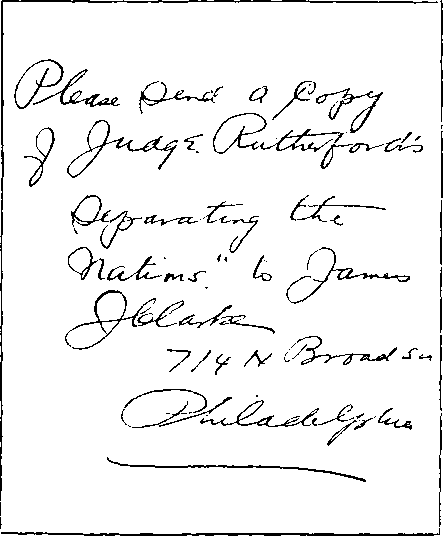 Please send a Copy
of Judge Rutherford's
Separating the
Nations." to James
J Clarke
714 N Broad St
Philadelphia